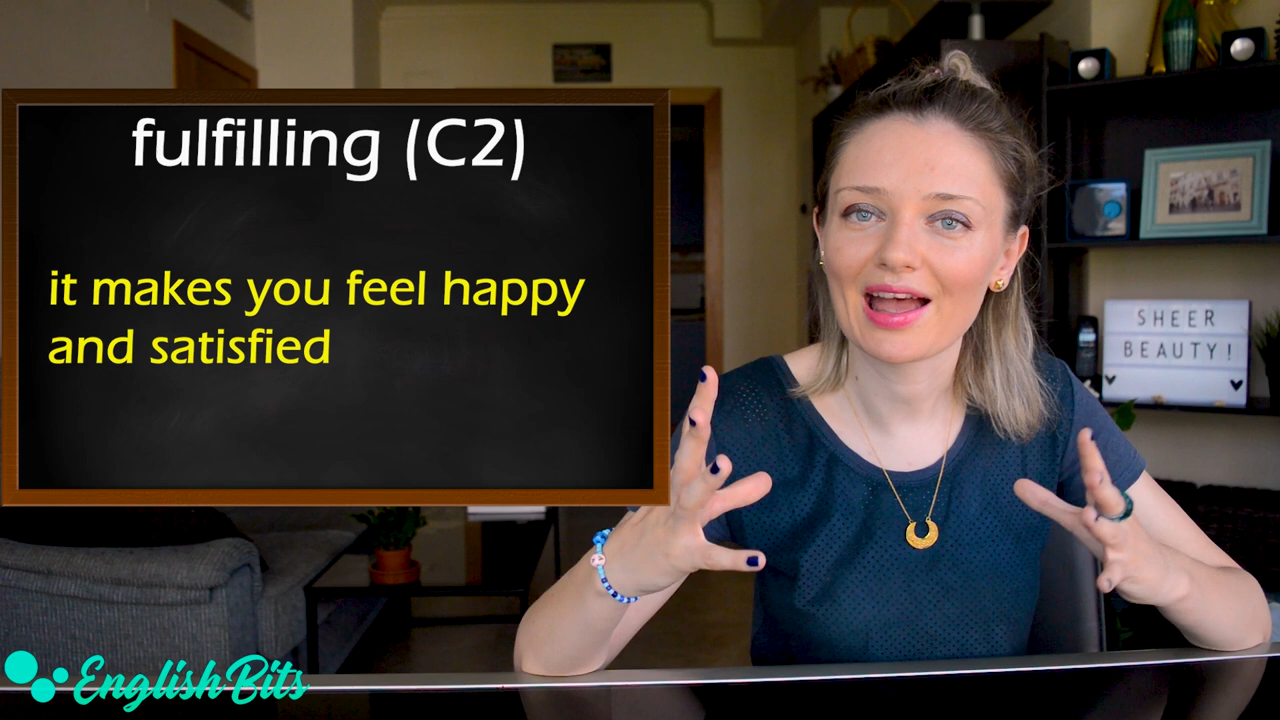 fulfilling (C2)
it makes you feel happy
and satisfied
SHEER
BEAUTY!
EnglishBits